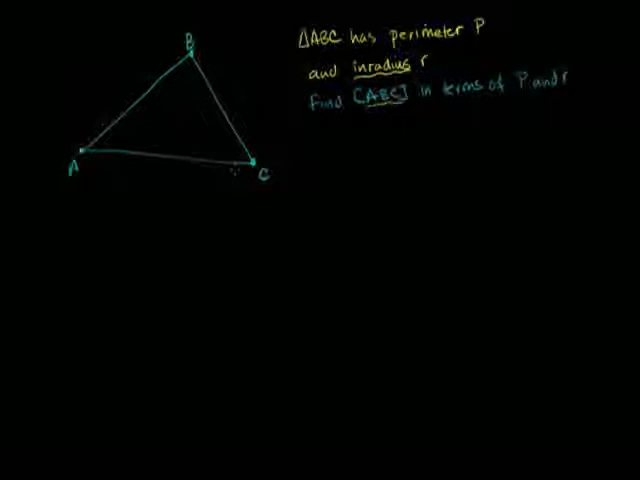 B
ΔABC has perimeter P
and inradius r
Find [ABC] in terms of P and r
A
C